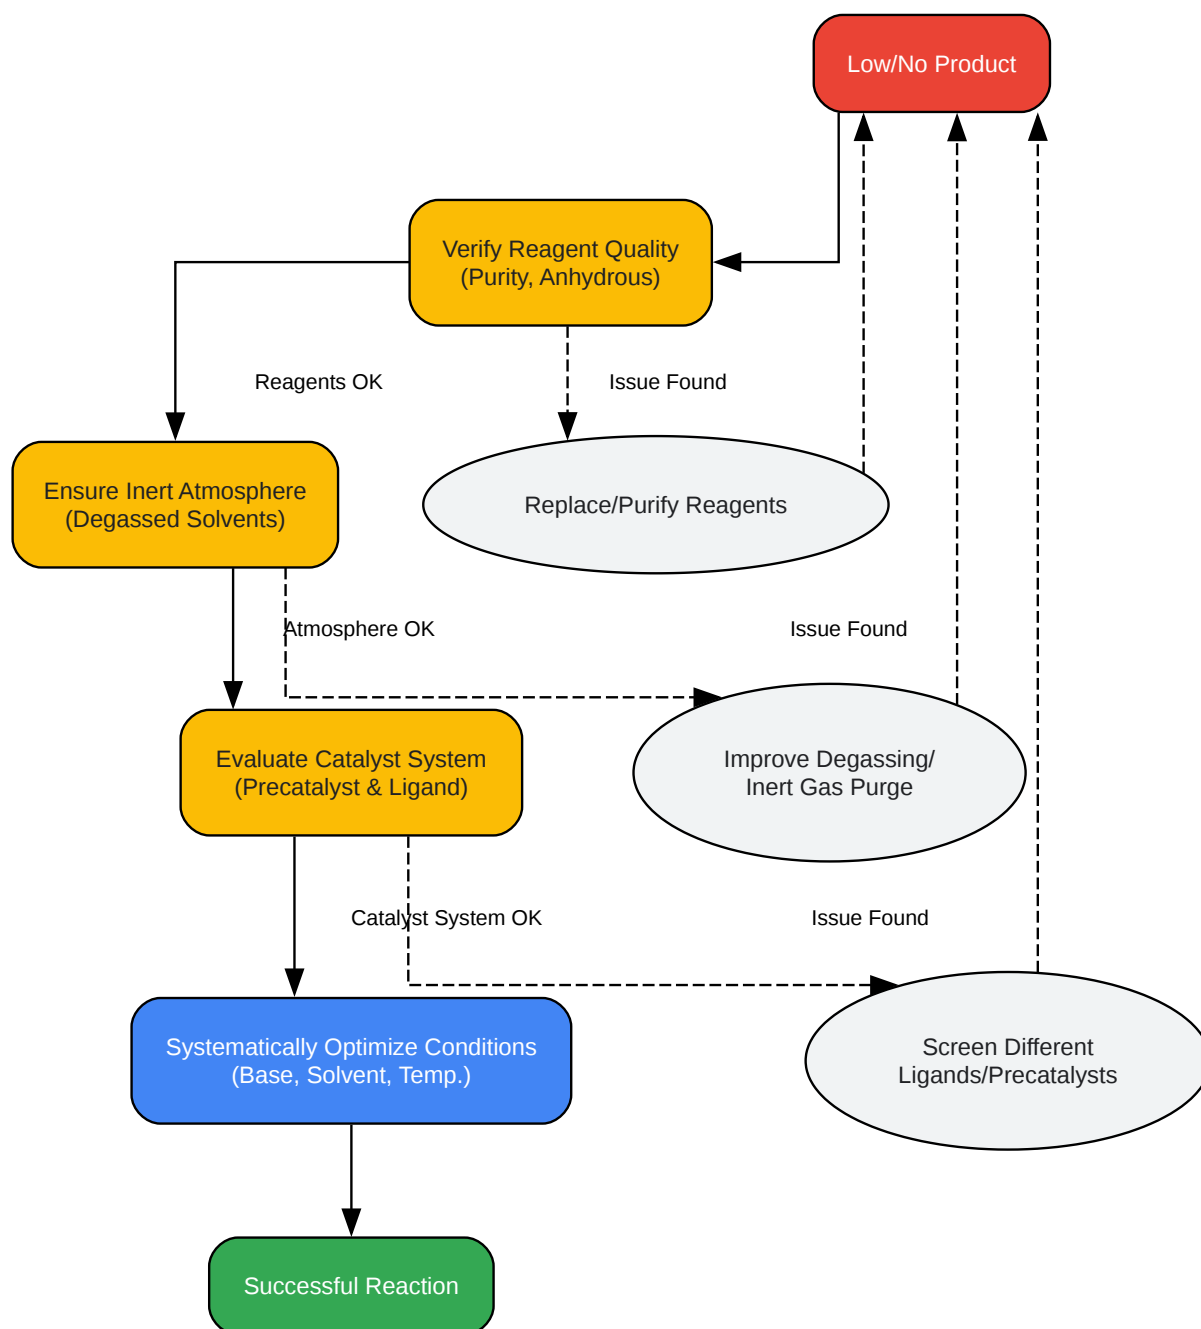 Low/No Product
Verify Reagent Quality
(Purity, Anhydrous)
Reagents OK
Issue Found
Ensure Inert Atmosphere
(Degassed Solvents)
Replace/Purify Reagents
Atmosphere OK
Issue Found
Evaluate Catalyst System
(Precatalyst & Ligand)
Improve Degassing/
Inert Gas Purge
Catalyst System OK
Issue Found
Systematically Optimize Conditions
(Base, Solvent, Temp.)
Screen Different
Ligands/Precatalysts
Successful Reaction